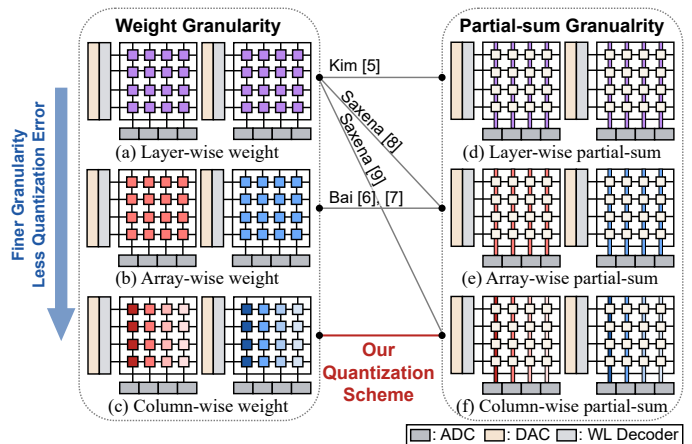 Weight Granularity
Partial-sum Granualrity
Finer Granularity
Less Quantization Error
Kim [5]
Saxena [8]
Saxena [9]
Bai [6], [7]
(a) Layer-wise weight
(d) Layer-wise partial-sum
(b) Array-wise weight
(e) Array-wise partial-sum
Our
Quantization
Scheme
(c) Column-wise weight
(f) Column-wise partial-sum
: ADC : DAC : WL Decoder